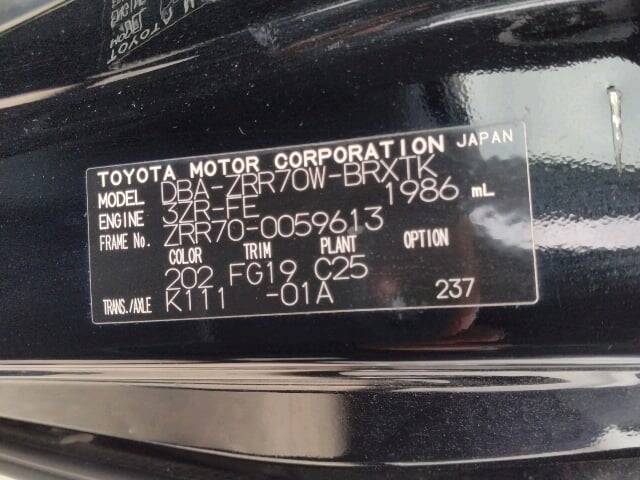 TOYOTA MOTOR CORPORATION JAPAN
MODEL DBA-ZRR70W-BRXTK
ENGINE 3ZR-FE 1986 mL
FRAME No. ZRR70-0059613
COLOR TRIM PLANT OPTION
202 FG19 C25
TRANS./AXLE K111 -01A 237